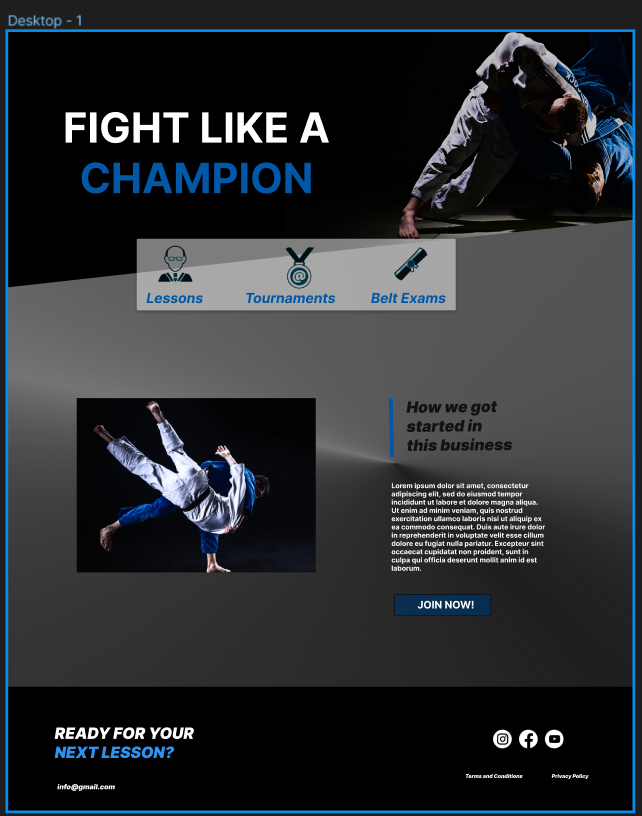 Desktop - 1
FIGHT LIKE A
CHAMPION
Lessons
Tournaments
Belt Exams
How we got
started in
this business
Lorem ipsum dolor sit amet, consectetur
adipiscing elit, sed do eiusmod tempor
incididunt ut labore et dolore magna aliqua.
Ut enim ad minim veniam, quis nostrud
exercitation ullamco laboris nisi ut aliquip ex
ea commodo consequat. Duis aute irure dolor
in reprehenderit in voluptate velit esse cillum
dolore eu fugiat nulla pariatur. Excepteur sint
occaecat cupidatat non proident, sunt in
culpa qui officia deserunt mollit anim id est
laborum.
JOIN NOW!
READY FOR YOUR
NEXT LESSON?
info@gmail.com
Terms and Conditions
Privacy Policy